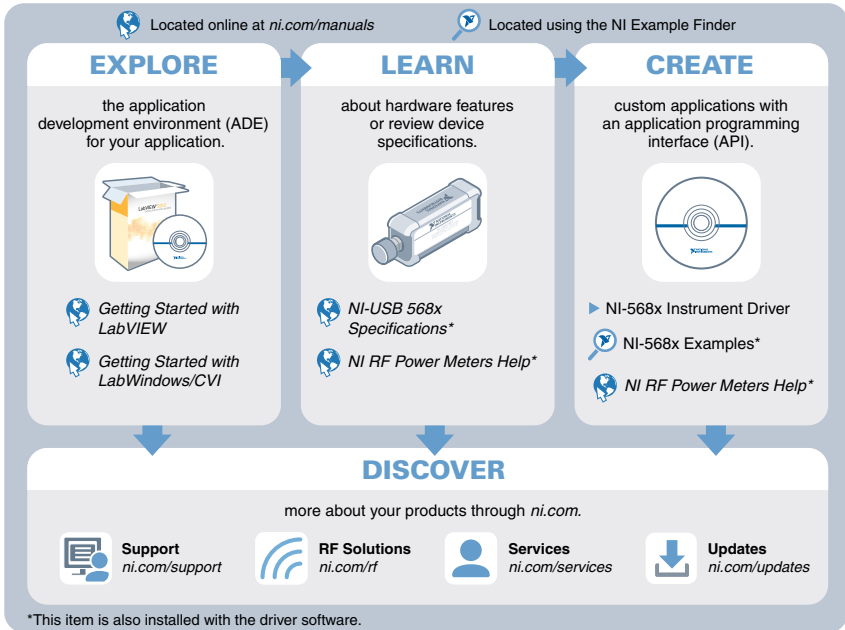 Located online at ni.com/manuals
Located using the NI Example Finder
EXPLORE
the application
development environment (ADE)
for your application.
LabVIEW
Getting Started with
LabVIEW
Getting Started with
LabWindows/CVI
LEARN
about hardware features
or review device
specifications.
NI-USB 568x
Specifications*
NI RF Power Meters Help*
CREATE
custom applications with
an application programming
interface (API).
NI-568x Instrument Driver
NI-568x Examples*
NI RF Power Meters Help*
DISCOVER
more about your products through ni.com.
Support
ni.com/support
RF Solutions
ni.com/rf
Services
ni.com/services
Updates
ni.com/updates
*This item is also installed with the driver software.